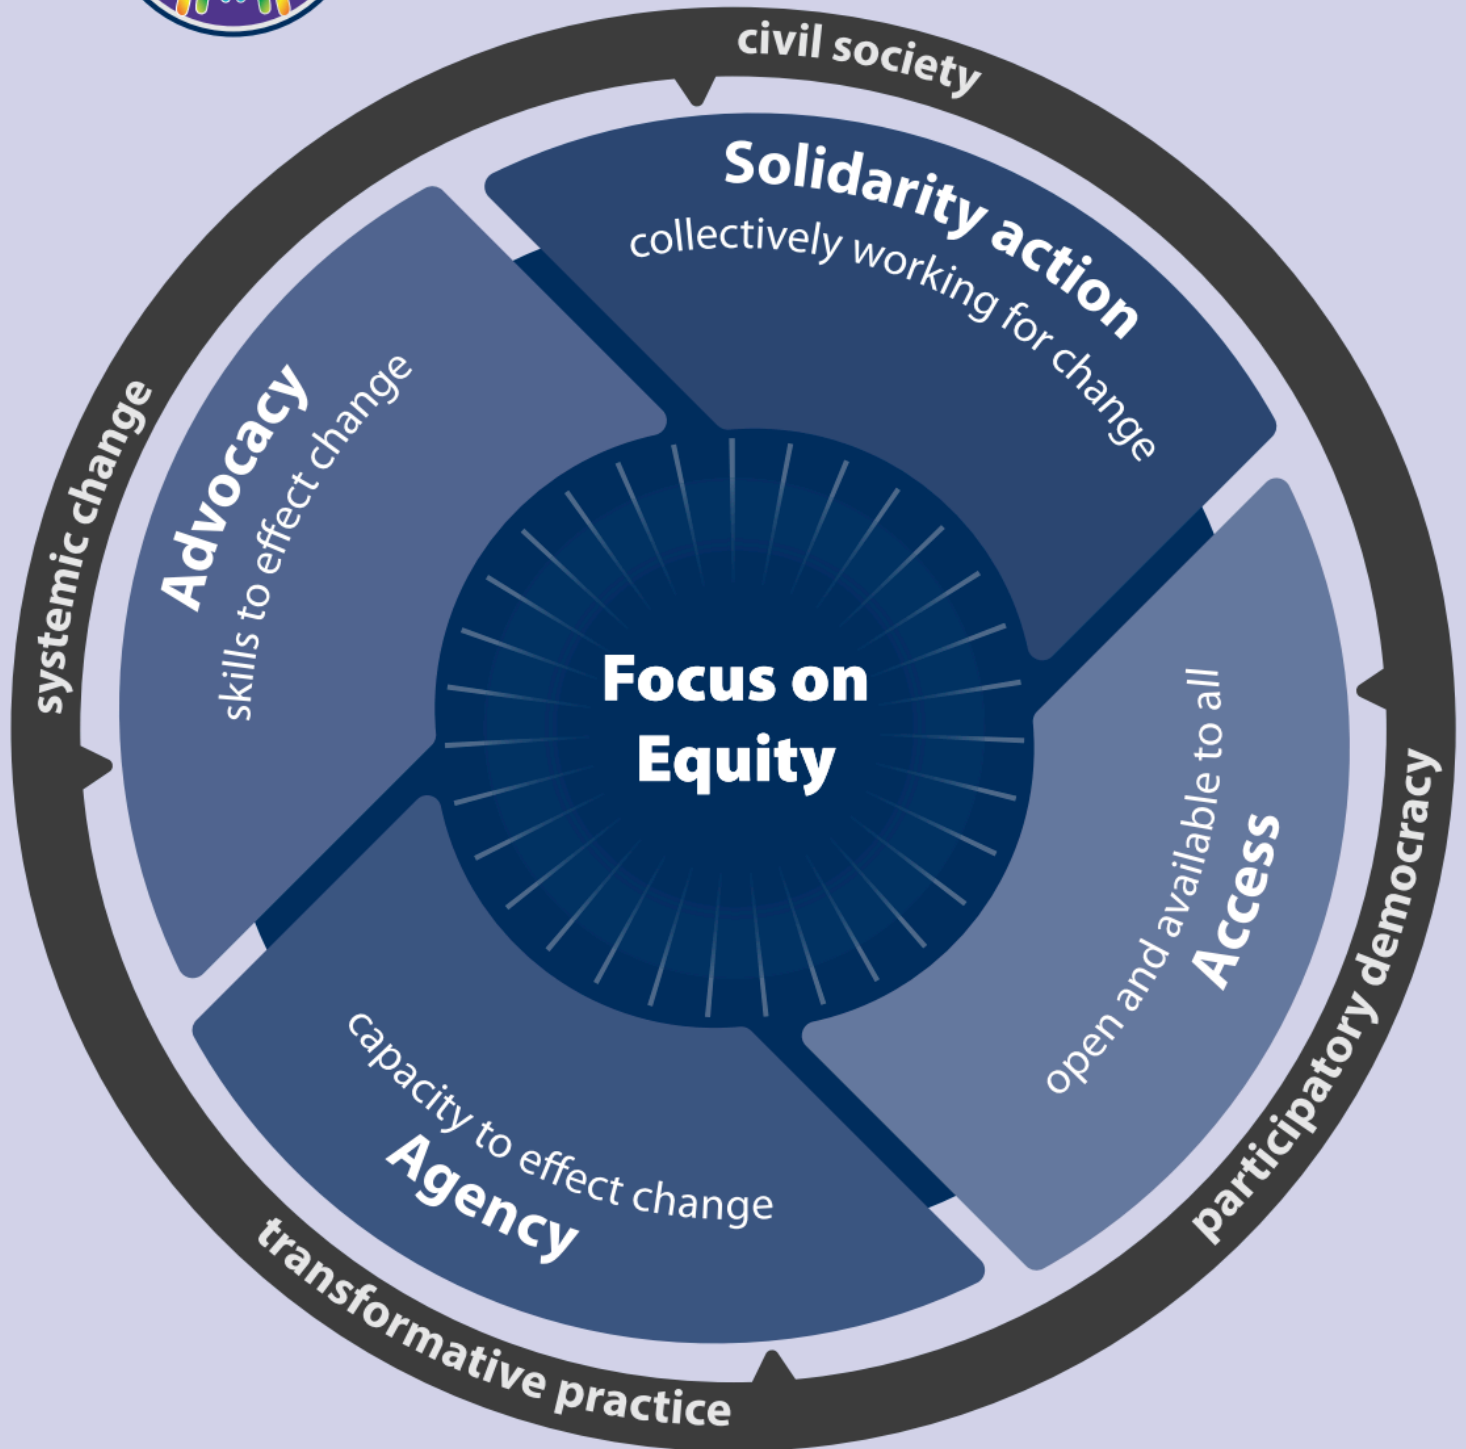 civil society
Solidarity action
collectively working for change
participatory democracy
open and available to all
Access
transformative practice
capacity to effect change
Agency
systemic change
Advocacy
skills to effect change
Focus on
Equity